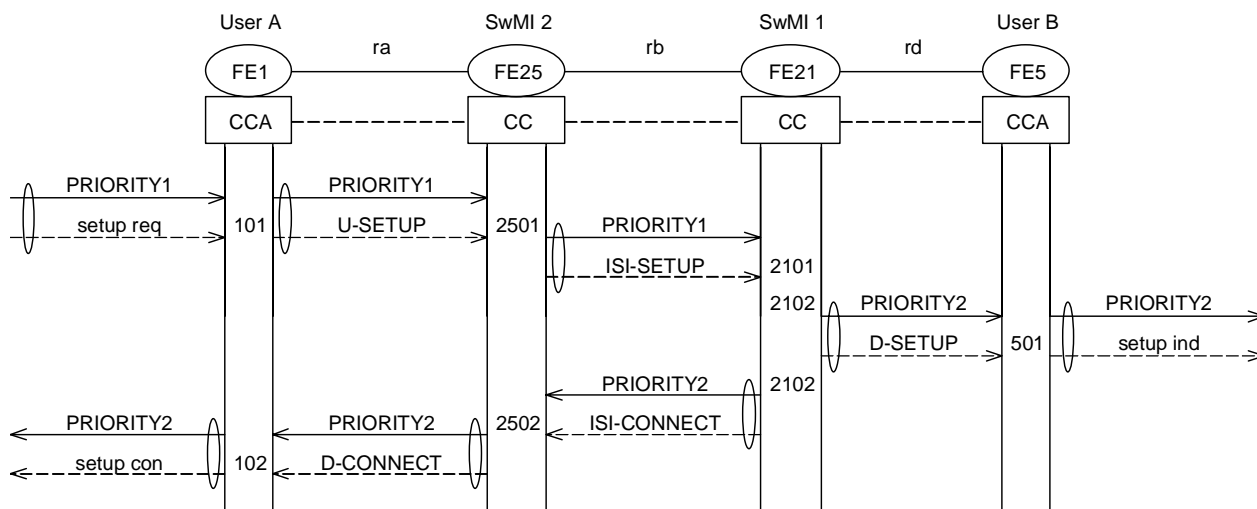 User A SwMI 2 SwMI 1 User B
ra rb rd
FE1 FE25 FE21 FE5
CCA CC CC CCA
PRIORITY1 PRIORITY1
setup req 101 U-SETUP 2501 PRIORITY1
ISI-SETUP 2101
2102 PRIORITY2 PRIORITY2
D-SETUP 501 setup ind
PRIORITY2 2102
PRIORITY2 PRIORITY2 2502 ISI-CONNECT
setup con 102 D-CONNECT